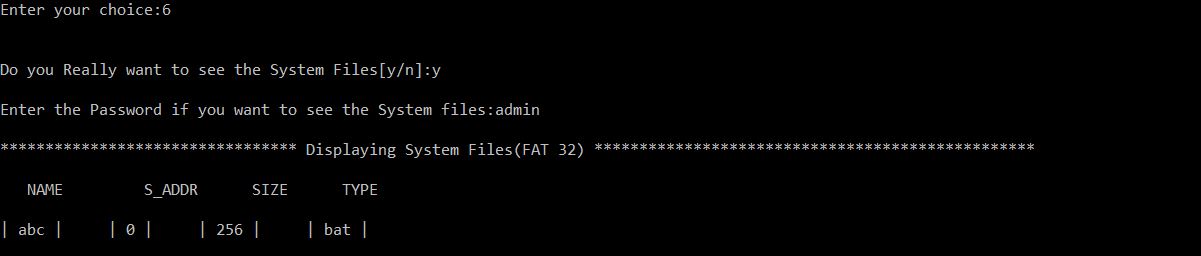 Enter your choice:6
Do you Really want to see the System Files[y/n]:y
Enter the Password if you want to see the System files:admin
********************************* Displaying System Files(FAT 32) *************************************************
NAME         S_ADDR      SIZE      TYPE
| abc |     | 0 |     | 256 |     | bat |